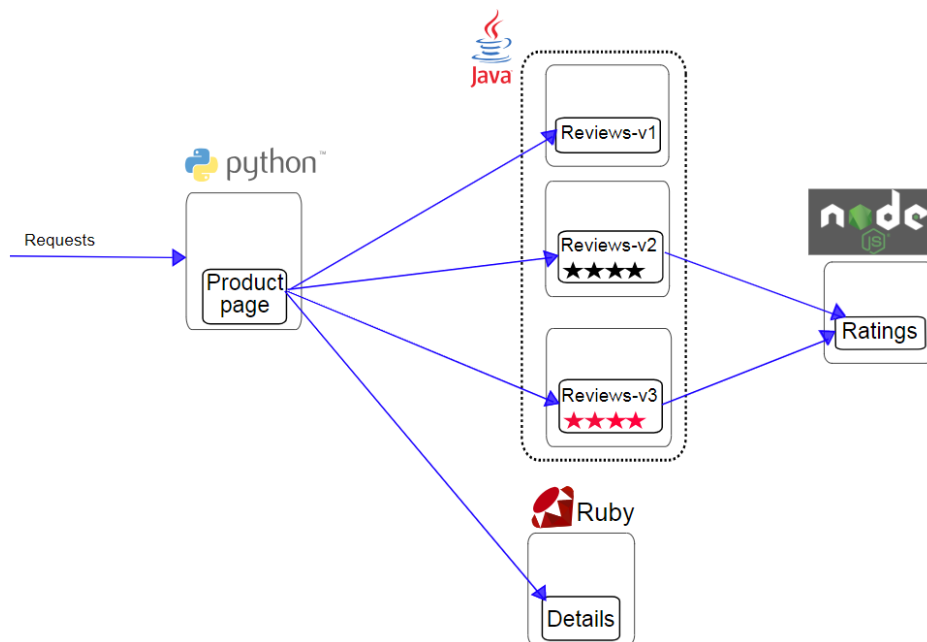 Java
Reviews-v1
python™
Requests
Product
page
Reviews-v2
node
JS
Ratings
Reviews-v3
Ruby
Details